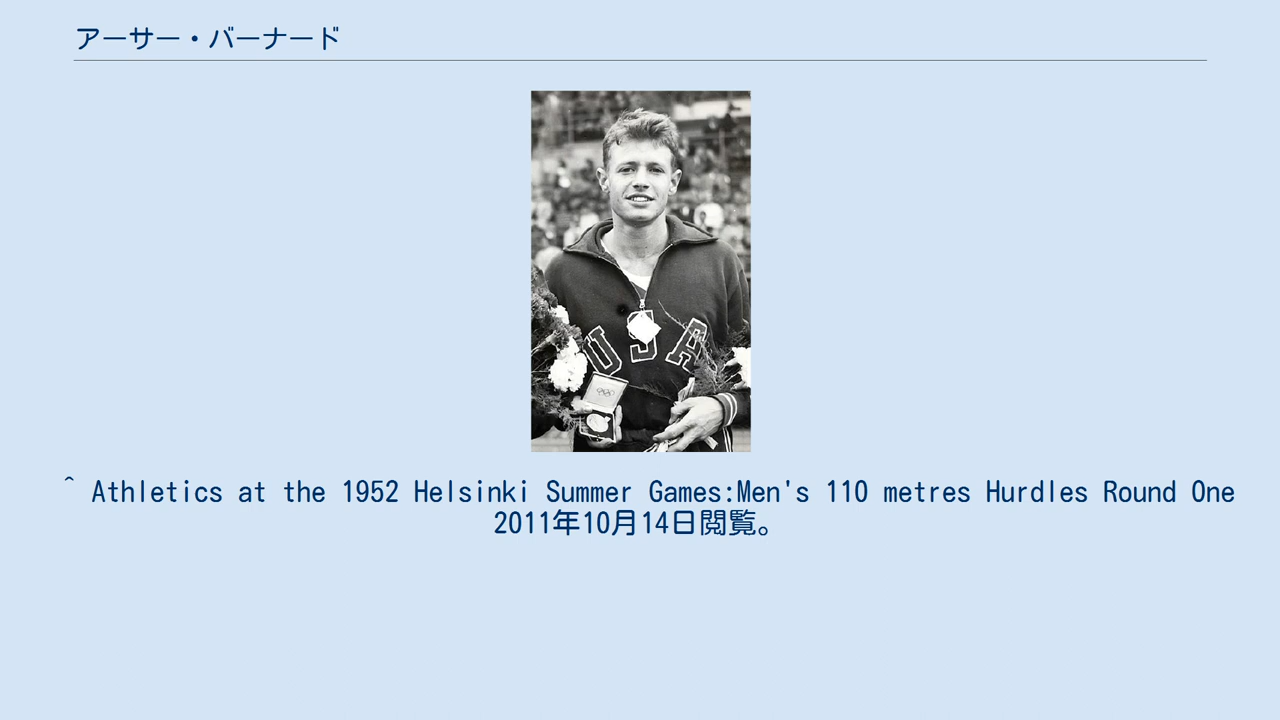 アーサー・バーナード
USA
^ Athletics at the 1952 Helsinki Summer Games:Men's 110 metres Hurdles Round One
2011年10月14日閲覧。